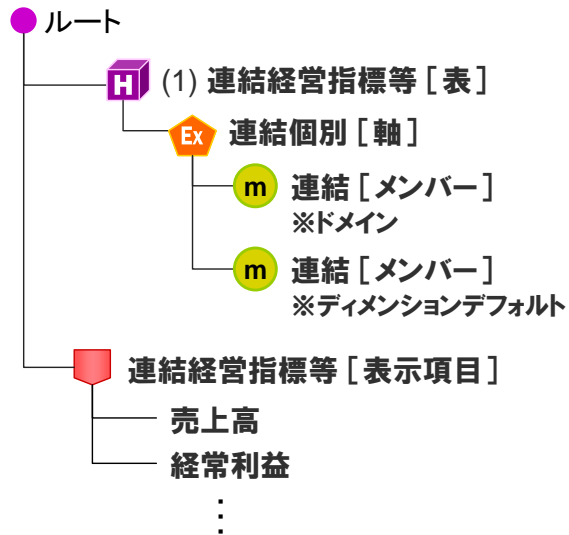 ルート
H (1) 連結経営指標等［表］
Ex 連結個別［軸］
m 連結［メンバー］
※ドメイン
m 連結［メンバー］
※ディメンションデフォルト
連結経営指標等［表示項目］
売上高
経常利益
⋮